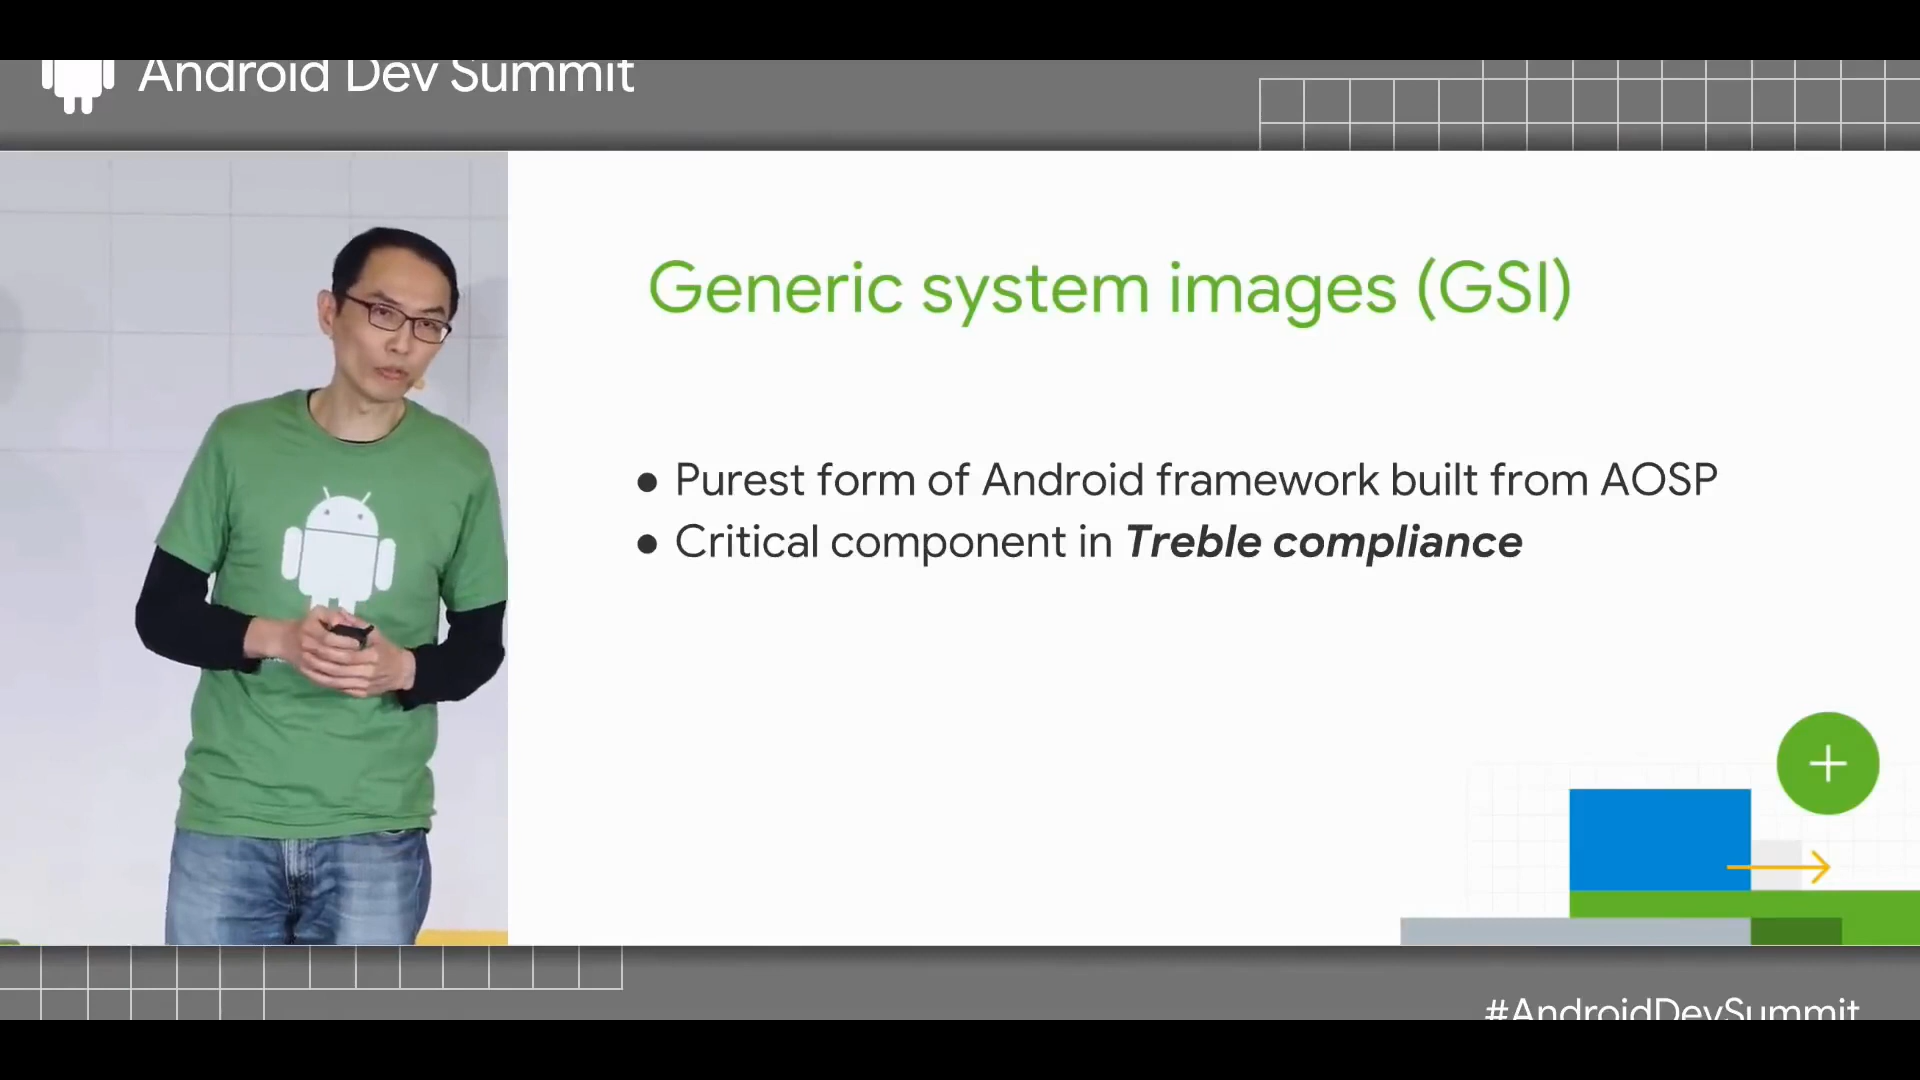 Android Dev Summit
Generic system images (GSI)
● Purest form of Android framework built from AOSP
● Critical component in Treble compliance
#AndroidDevSummit